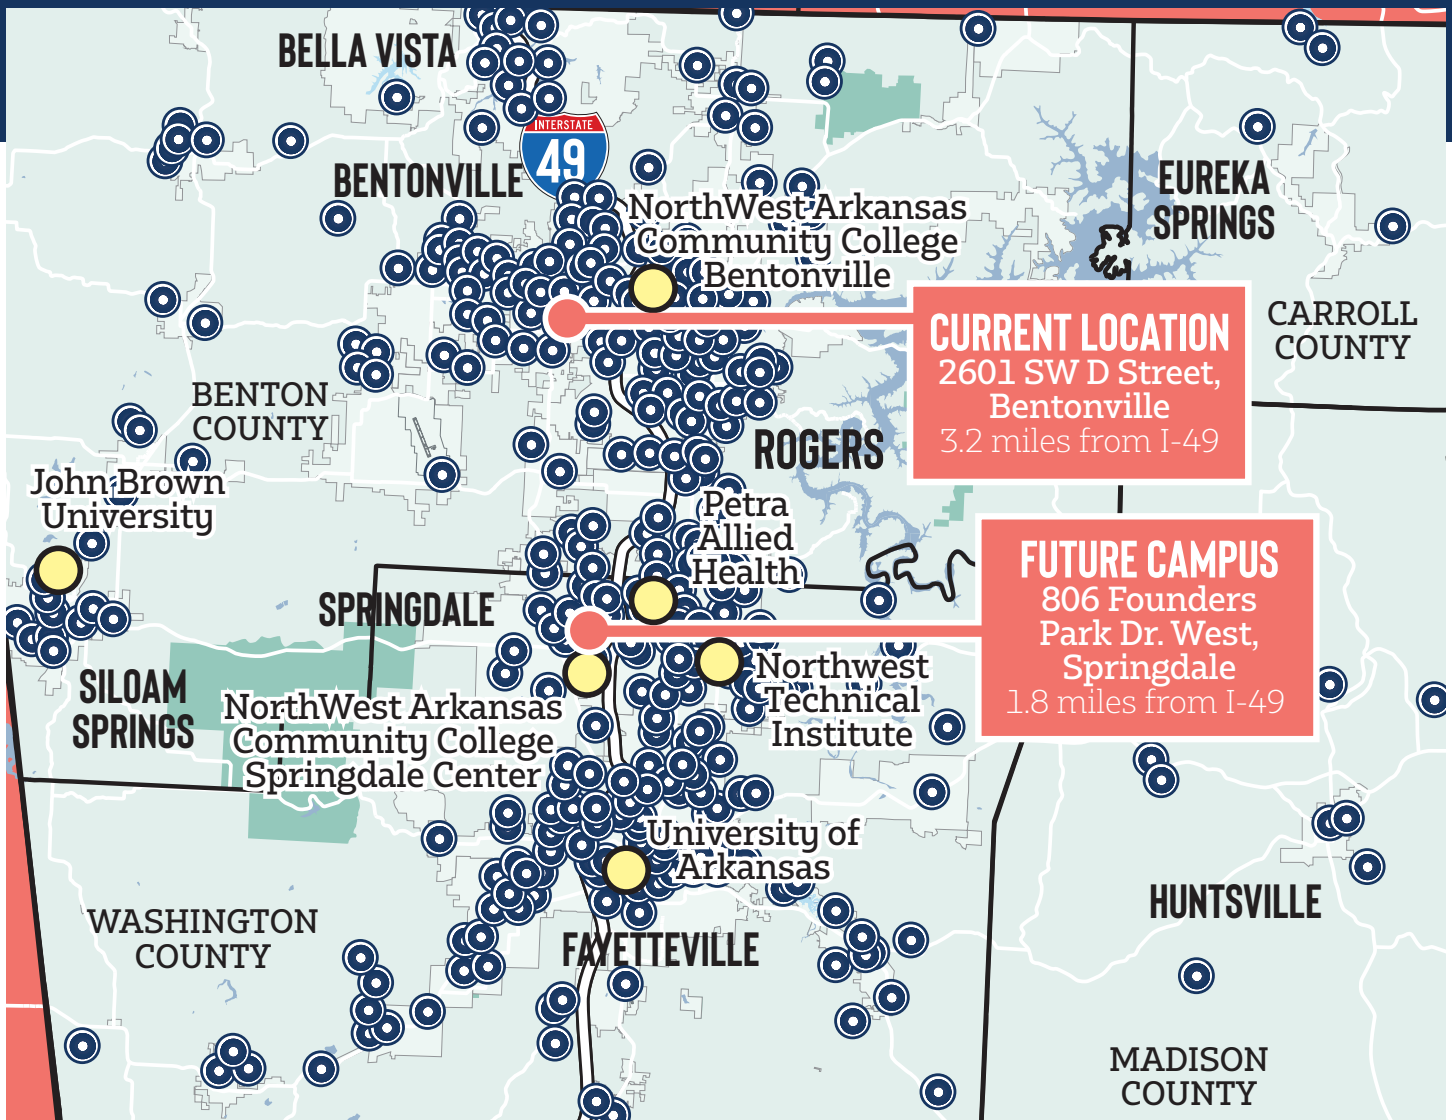 BELLA VISTA
INTERSTATE
49
BENTONVILLE
EUREKA
SPRINGS
NorthWest Arkansas
Community College
Bentonville
CURRENT LOCATION
2601 SW D Street,
Bentonville
3.2 miles from I-49
CARROLL
COUNTY
BENTON
COUNTY
ROGERS
John Brown
University
Petra
Allied
Health
FUTURE CAMPUS
806 Founders
Park Dr. West,
Springdale
1.8 miles from I-49
SPRINGDALE
SILOAM
SPRINGS
NorthWest Arkansas
Community College
Springdale Center
Northwest
Technical
Institute
University of
Arkansas
HUNTSVILLE
WASHINGTON
COUNTY
FAYETTEVILLE
MADISON
COUNTY